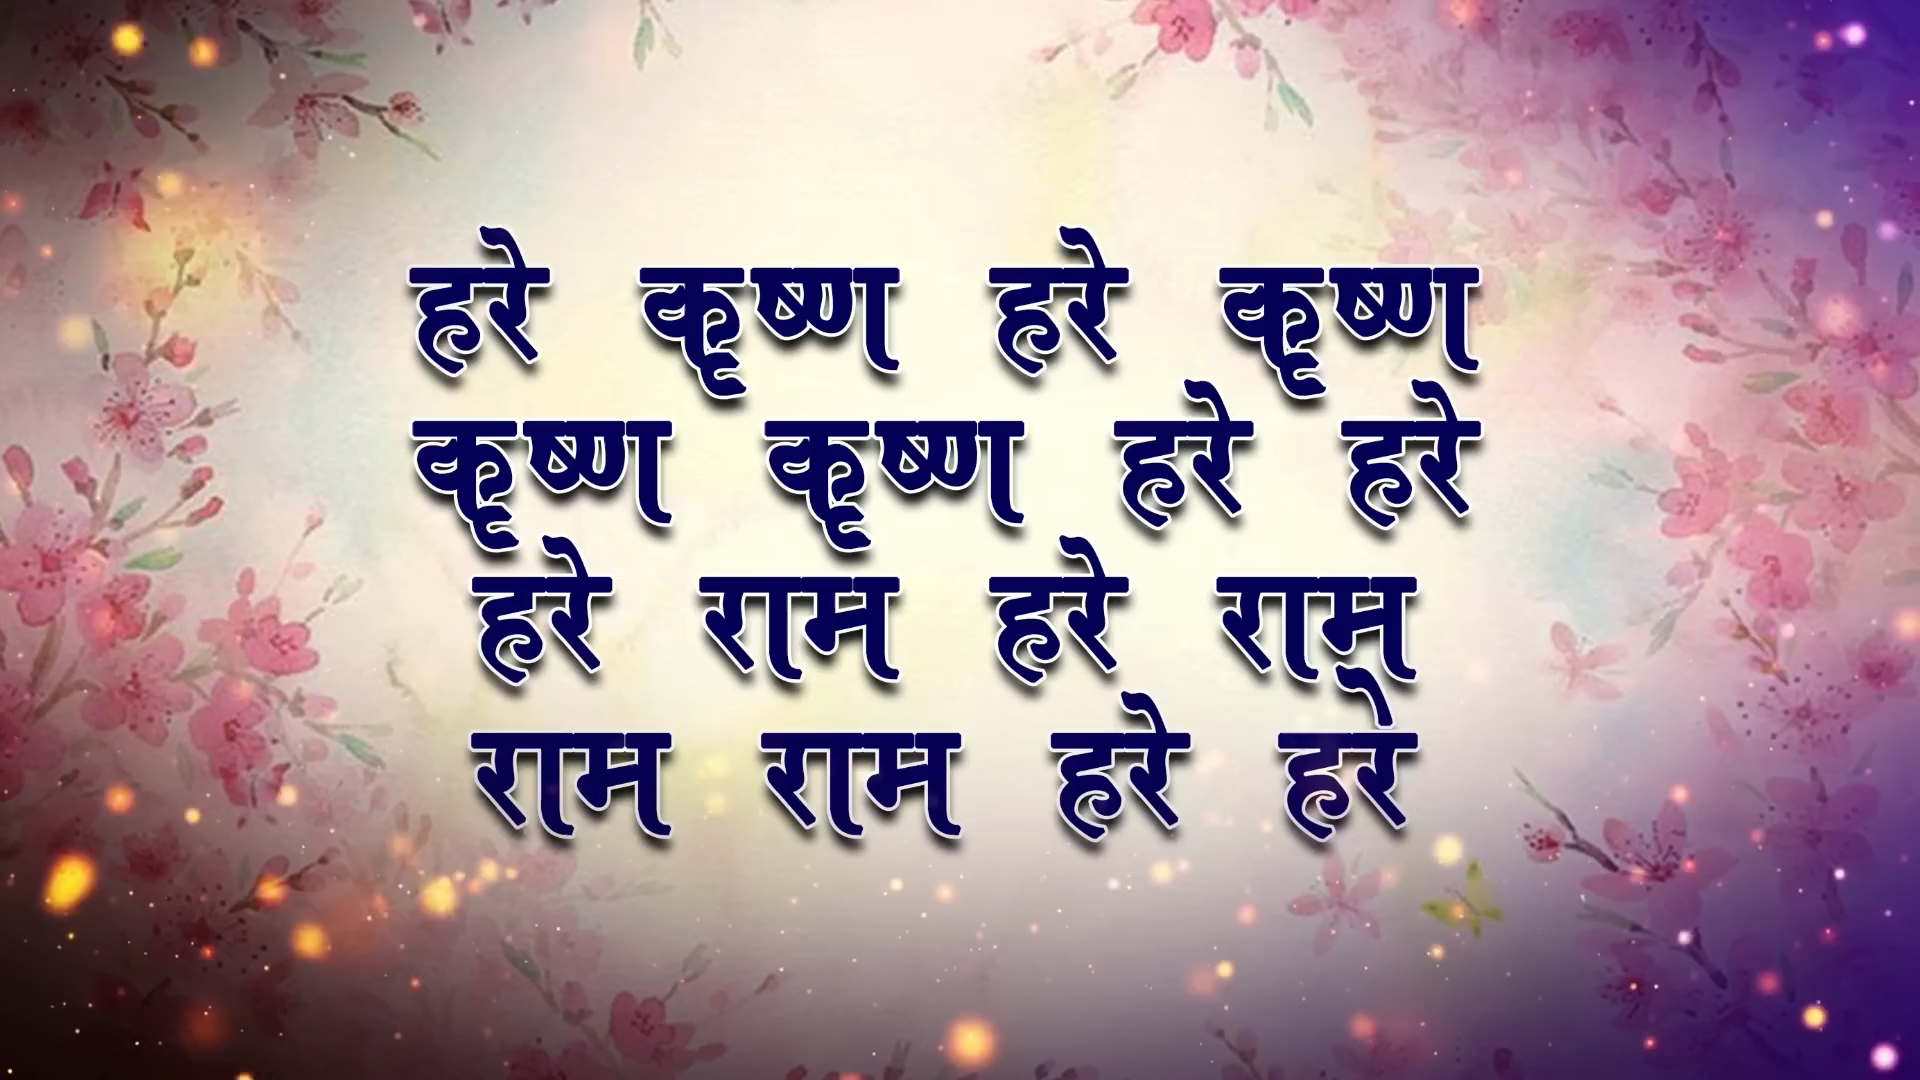 हरे कृष्ण हरे कृष्ण
कृष्ण कृष्ण हरे हरे
हरे राम हरे राम
राम राम हरे हरे